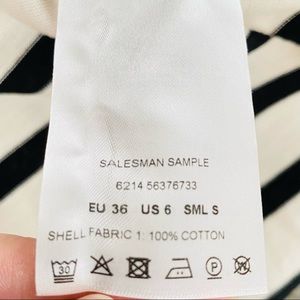 SALESMAN SAMPLE
6214 56376733
EU 36 US 6 SML S
SHELL FABRIC 1: 100% COTTON
30 P W